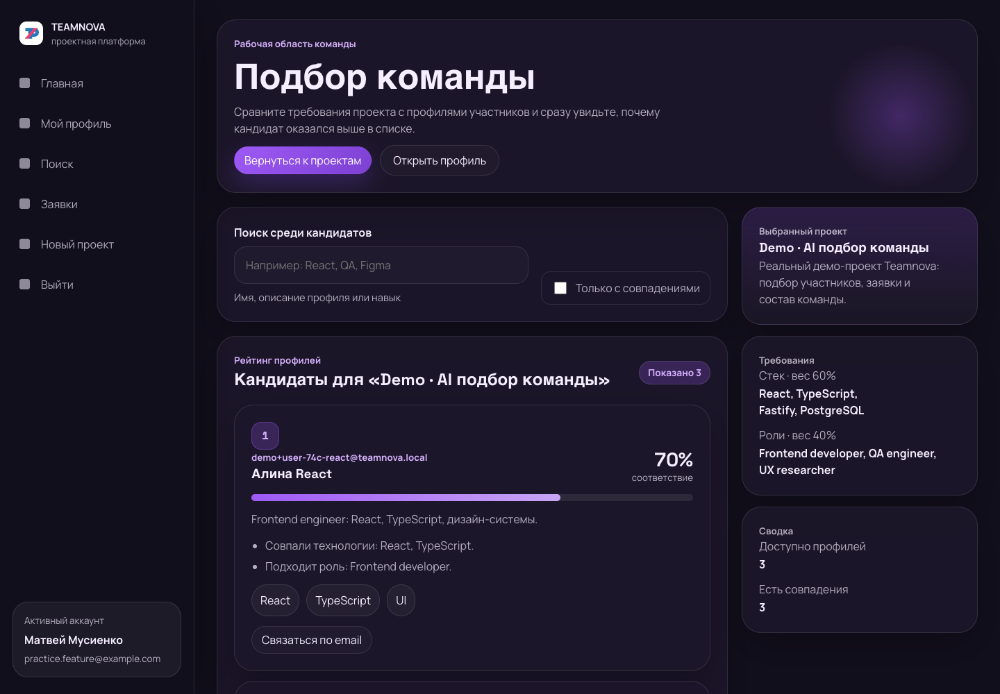 TEAMNOVA
проектная платформа
Главная
Мой профиль
Поиск
Заявки
Новый проект
Выйти
Активный аккаунт
Матвей Мусиенко
practice.feature@example.com
Рабочая область команды
Подбор команды
Сравните требования проекта с профилями участников и сразу увидьте, почему
кандидат оказался выше в списке.
Вернуться к проектам
Открыть профиль
Поиск среди кандидатов
Например: React, QA, Figma
Имя, описание профиля или навык
Только с совпадениями
Выбранный проект
Demo · AI подбор команды
Реальный демо-проект Teamnova:
подбор участников, заявки и
состав команды.
Рейтинг профилей
Кандидаты для «Demo · AI подбор команды»
Показано 3
1
demo+user-74c-react@teamnova.local
Алина React
70%
соответствие
Frontend engineer: React, TypeScript, дизайн-системы.
• Совпали технологии: React, TypeScript.
• Подходит роль: Frontend developer.
React
TypeScript
UI
Связаться по email
Требования
Стек · вес 60%
React, TypeScript,
Fastify, PostgreSQL
Роли · вес 40%
Frontend developer, QA engineer,
UX researcher
Сводка
Доступно профилей
3
Есть совпадения
3